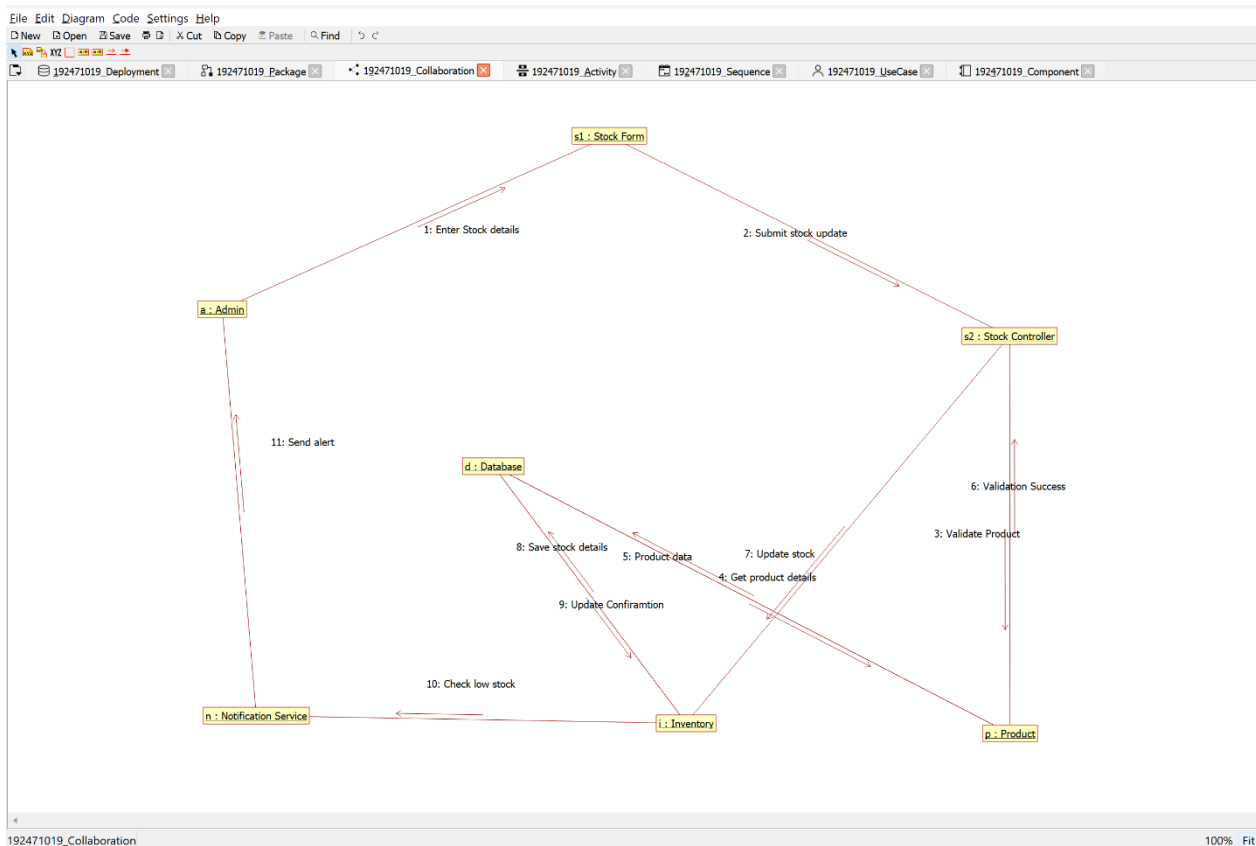 File Edit Diagram Code Settings Help
New Open Save Cut Copy Paste Find
XYZ
192471019_Deployment 192471019_Package 192471019_Collaboration 192471019_Activity 192471019_Sequence 192471019_UseCase 192471019_Component
s1 : Stock Form
1: Enter Stock details
2: Submit stock update
a : Admin
s2 : Stock Controller
11: Send alert
d : Database
6: Validation Success
3: Validate Product
8: Save stock details
5: Product data
7: Update stock
4: Get product details
9: Update Confiramtion
10: Check low stock
n : Notification Service
i : Inventory
p : Product
192471019_Collaboration
100% Fit